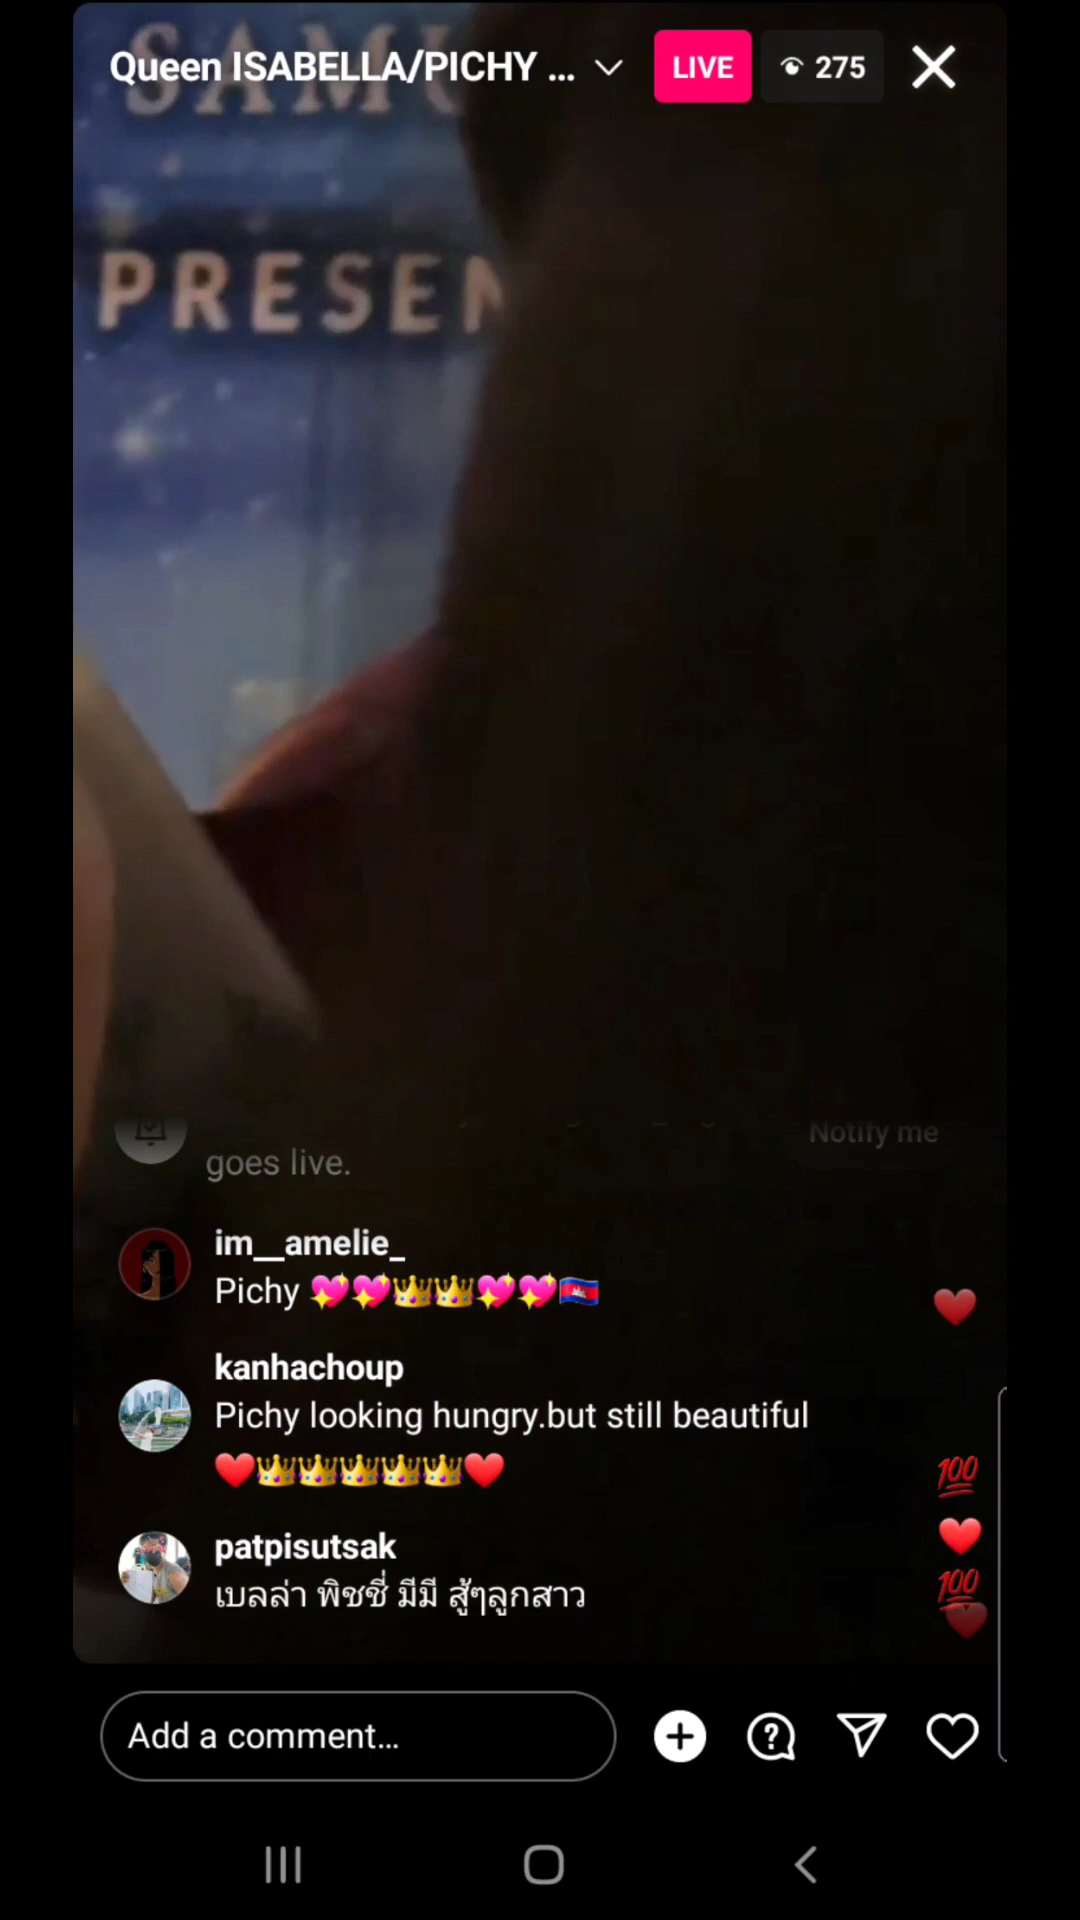 Queen ISABELLA/PICHY ...
LIVE
275
SAM
PRESEN
Notify me
goes live.
im__amelie_
Pichy 💖💖👑👑💖💖🇰🇭
kanhachoup
Pichy looking hungry.but still beautiful
❤️👑👑👑👑👑❤️
patpisutsak
เบลล่า พิชชี่ มีมี สู้ๆลูกสาว
Add a comment...